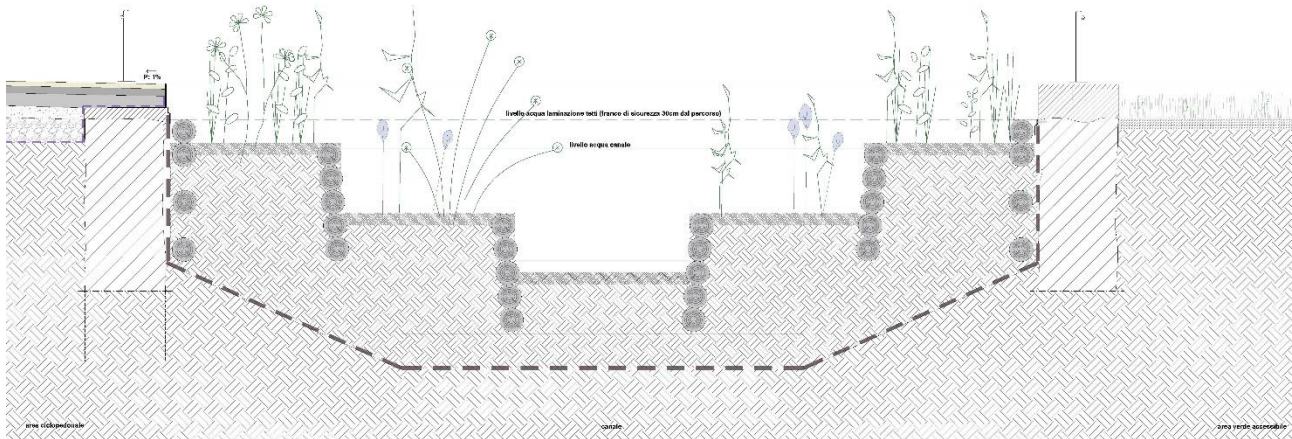 P: 1%
livello acqua laminazione tetti (franco di sicurezza 30cm dal percorso)
livello acqua canale
area ciclopedonale
canale
area verde accessibile